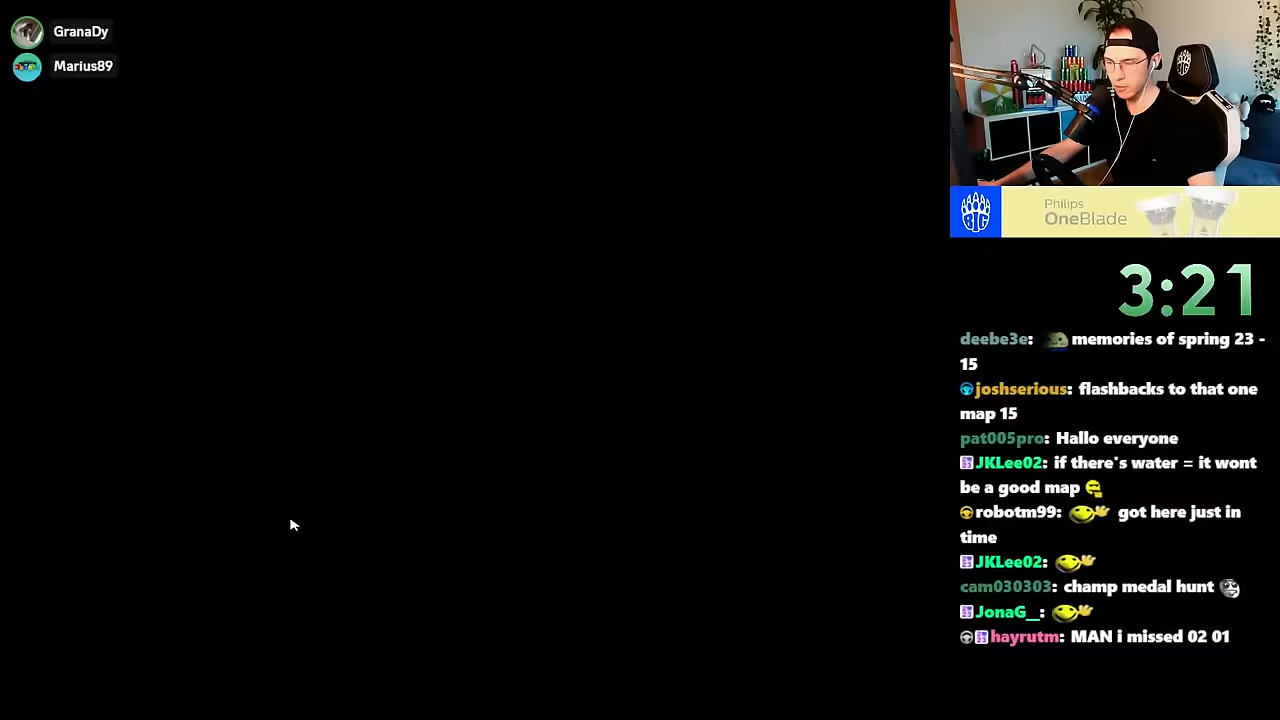 GranaDy
Marius89
BIG
Philips
OneBlade
3:21
deebe3e: memories of spring 23 -
15
joshserious: flashbacks to that one
map 15
pat005pro: Hallo everyone
JKLee02: if there's water = it wont
be a good map
robotm99: got here just in
time
JKLee02:
cam030303: champ medal hunt
JonaG__:
hayrutm: MAN i missed 02 01